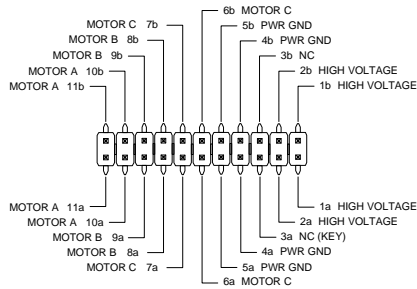 6b MOTOR C
MOTOR C 7b
5b PWR GND
MOTOR B 8b
4b PWR GND
MOTOR B 9b
3b NC
MOTOR A 10b
2b HIGH VOLTAGE
MOTOR A 11b
1b HIGH VOLTAGE
MOTOR A 11a
1a HIGH VOLTAGE
MOTOR A 10a
2a HIGH VOLTAGE
MOTOR B 9a
3a NC (KEY)
MOTOR B 8a
4a PWR GND
MOTOR C 7a
5a PWR GND
6a MOTOR C